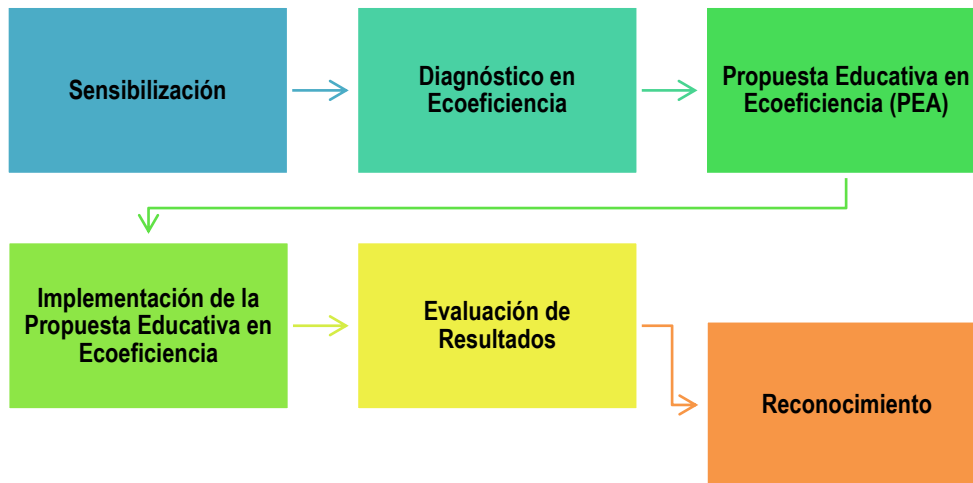 Sensibilización
Diagnóstico en
Ecoeficiencia
Propuesta Educativa en
Ecoeficiencia (PEA)
Implementación de la
Propuesta Educativa en
Ecoeficiencia
Evaluación de
Resultados
Reconocimiento